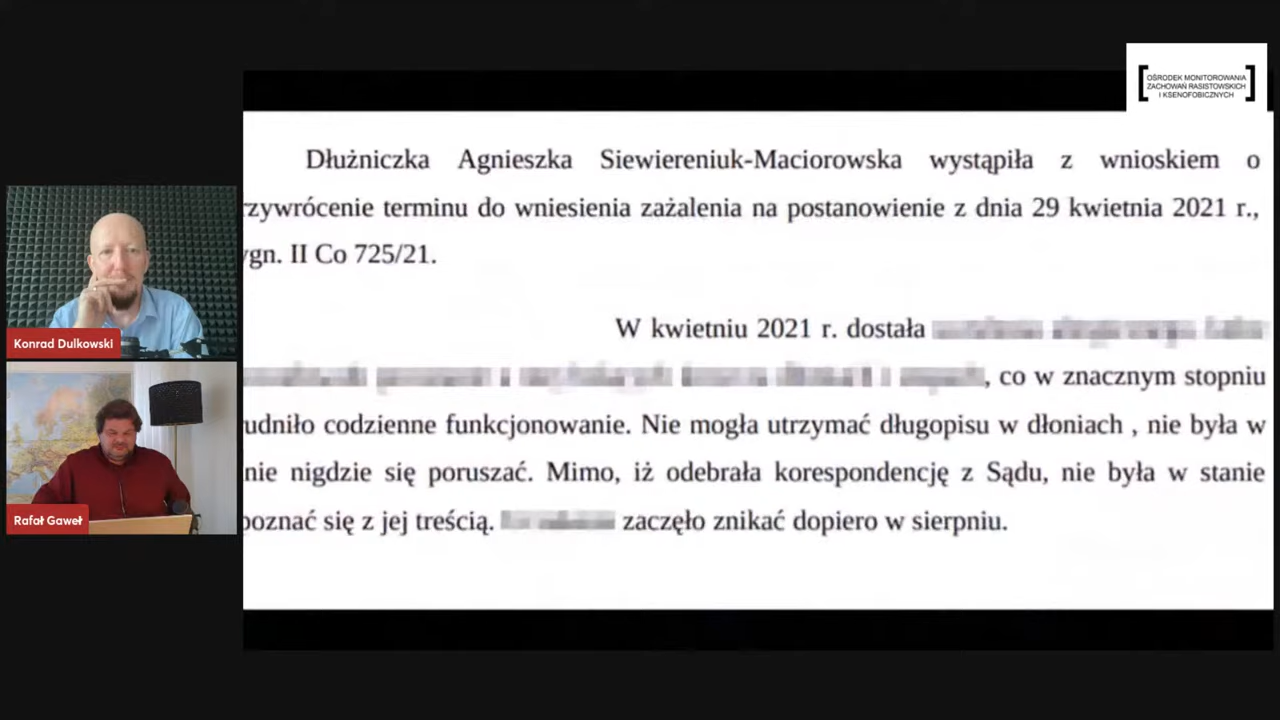 OŚRODEK MONITOROWANIA
ZACHOWAŃ RASISTOWSKICH
I KSENOFOBICZNYCH
Dłużniczka Agnieszka Siewiereniuk-Maciorowska wystąpiła z wnioskiem o
rzywrócenie terminu do wniesienia zażalenia na postanowienie z dnia 29 kwietnia 2021 r.,
ygn. II Co 725/21.
W kwietniu 2021 r. dostała
, co w znacznym stopniu
udniło codzienne funkcjonowanie. Nie mogła utrzymać długopisu w dłoniach , nie była w
nie nigdzie się poruszać. Mimo, iż odebrała korespondencję z Sądu, nie była w stanie
poznać się z jej treścią. zaczęło znikać dopiero w sierpniu.
Konrad Dulkowski
Rafał Gaweł